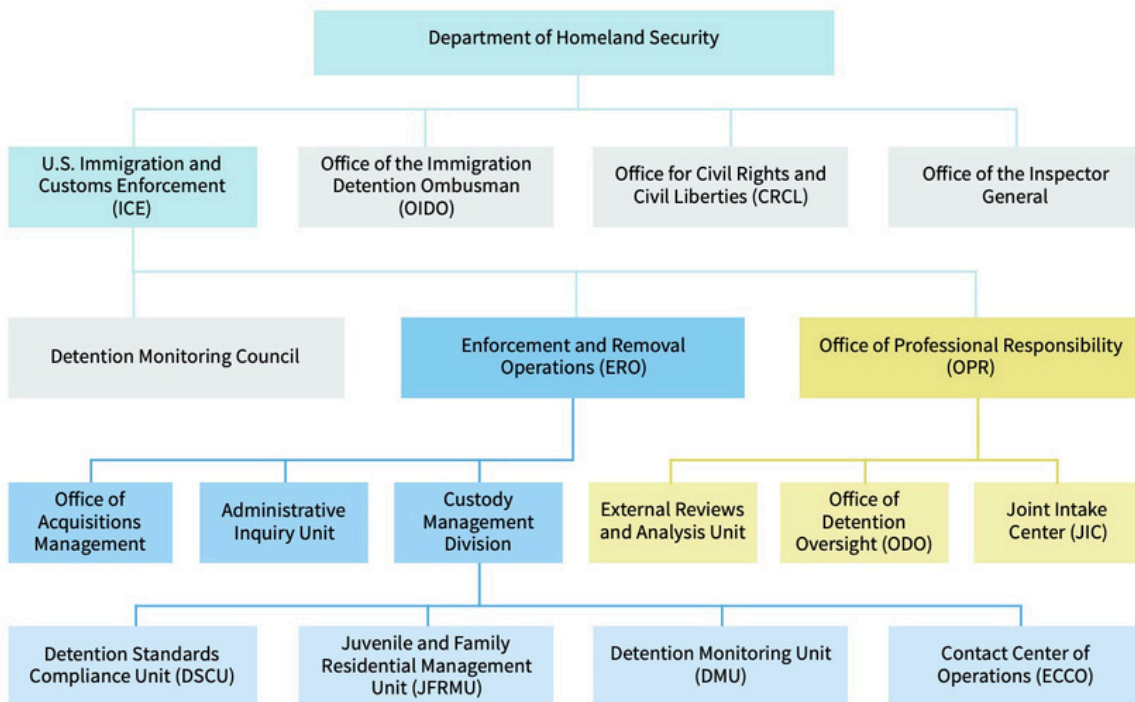 Department of Homeland Security
U.S. Immigration and
Customs Enforcement
(ICE)
Office of the Immigration
Detention Ombusman
(OIDO)
Office for Civil Rights and
Civil Liberties (CRCL)
Office of the Inspector
General
Detention Monitoring Council
Enforcement and Removal
Operations (ERO)
Office of Professional Responsibility
(OPR)
Office of
Acquisitions
Management
Administrative
Inquiry Unit
Custody
Management
Division
External Reviews
and Analysis Unit
Office of
Detention
Oversight (ODO)
Joint Intake
Center (JIC)
Detention Standards
Compliance Unit (DSCU)
Juvenile and Family
Residential Management
Unit (JFRMU)
Detention Monitoring Unit
(DMU)
Contact Center of
Operations (ECCO)